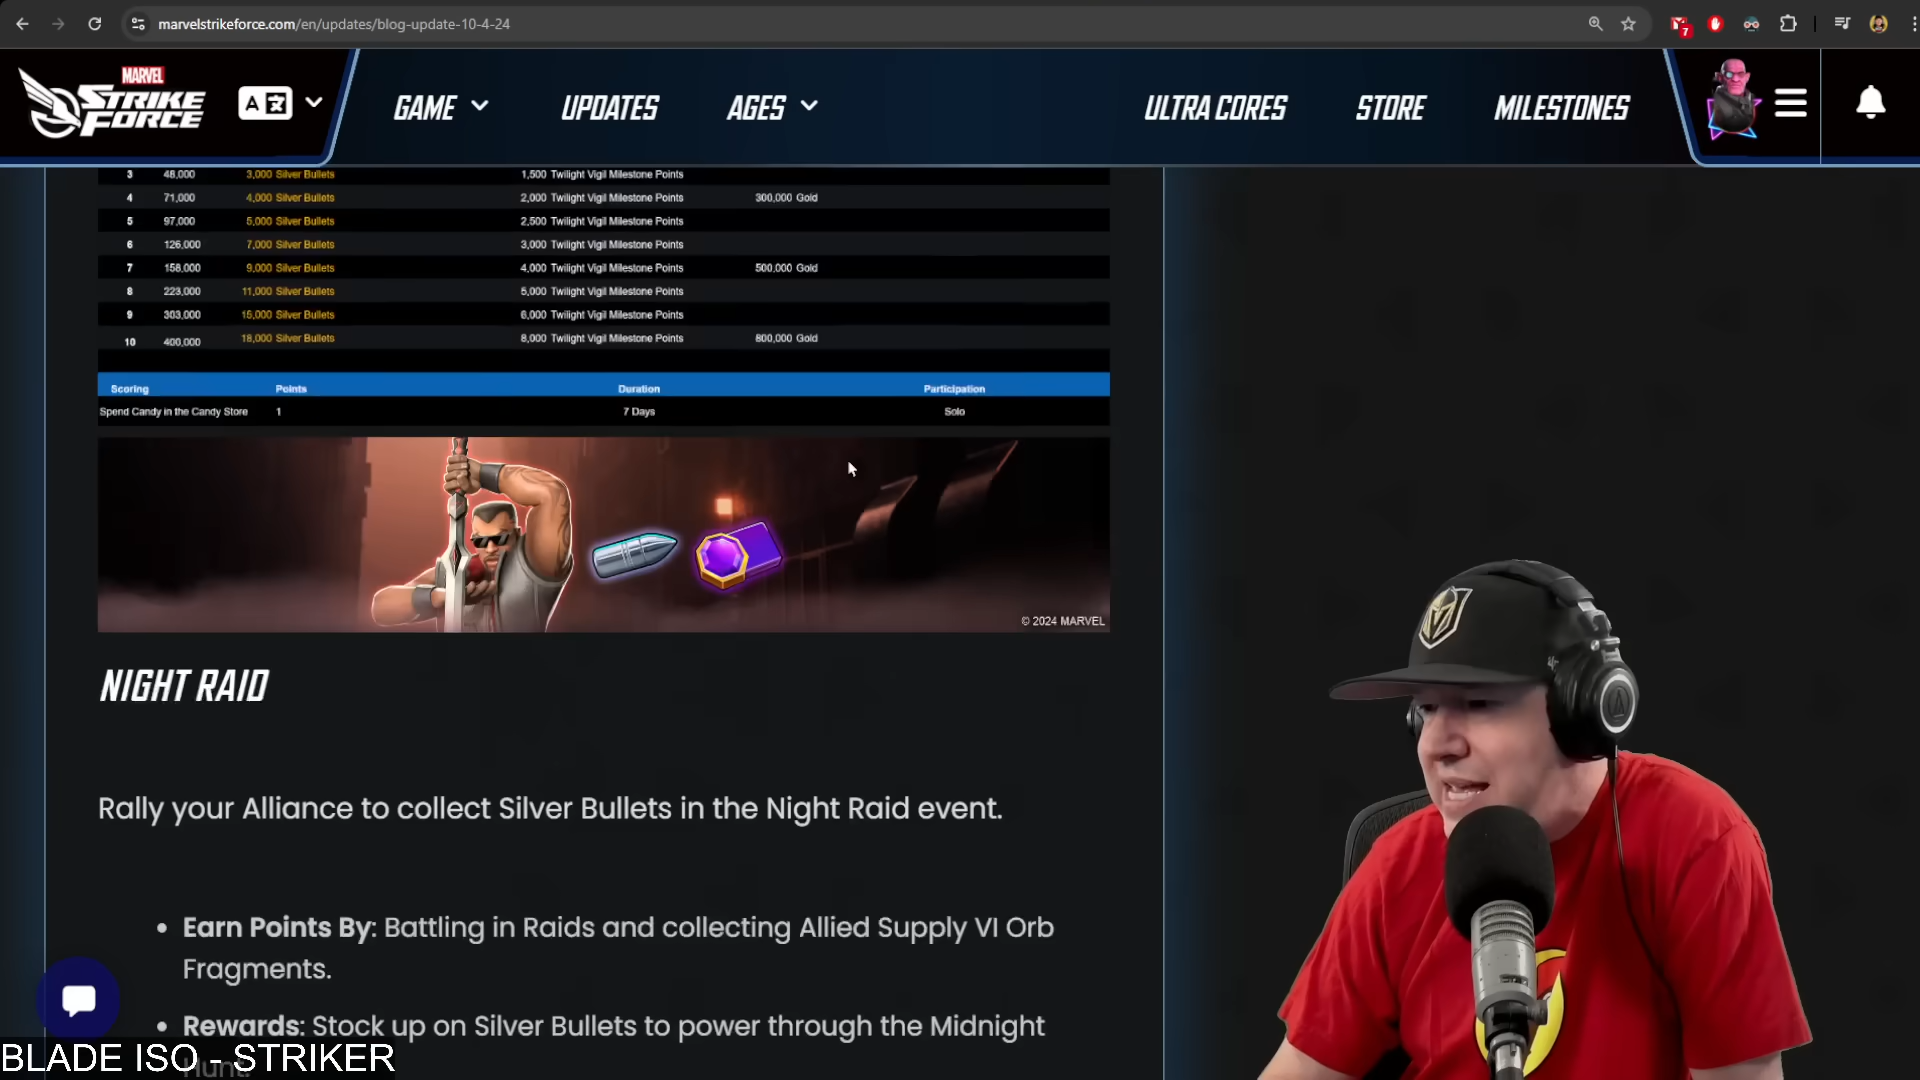 marvelstrikeforce.com/en/updates/blog-update-10-4-24
7
MARVEL
STRIKE
FORCE
A
GAME
UPDATES
AGES
ULTRA CORES
STORE
MILESTONES
3 48,000 3,000 Silver Bullets 1,500 Twilight Vigil Milestone Points
4 71,000 4,000 Silver Bullets 2,000 Twilight Vigil Milestone Points 300,000 Gold
5 97,000 5,000 Silver Bullets 2,500 Twilight Vigil Milestone Points
6 126,000 7,000 Silver Bullets 3,000 Twilight Vigil Milestone Points
7 158,000 9,000 Silver Bullets 4,000 Twilight Vigil Milestone Points 500,000 Gold
8 223,000 11,000 Silver Bullets 5,000 Twilight Vigil Milestone Points
9 303,000 15,000 Silver Bullets 6,000 Twilight Vigil Milestone Points
10 400,000 18,000 Silver Bullets 8,000 Twilight Vigil Milestone Points 800,000 Gold
Scoring Points Duration Participation
Spend Candy in the Candy Store 1 7 Days Solo
© 2024 MARVEL
NIGHT RAID
Rally your Alliance to collect Silver Bullets in the Night Raid event.
• Earn Points By: Battling in Raids and collecting Allied Supply VI Orb
Fragments.
• Rewards: Stock up on Silver Bullets to power through the Midnight
Hunt.
BLADE ISO - STRIKER